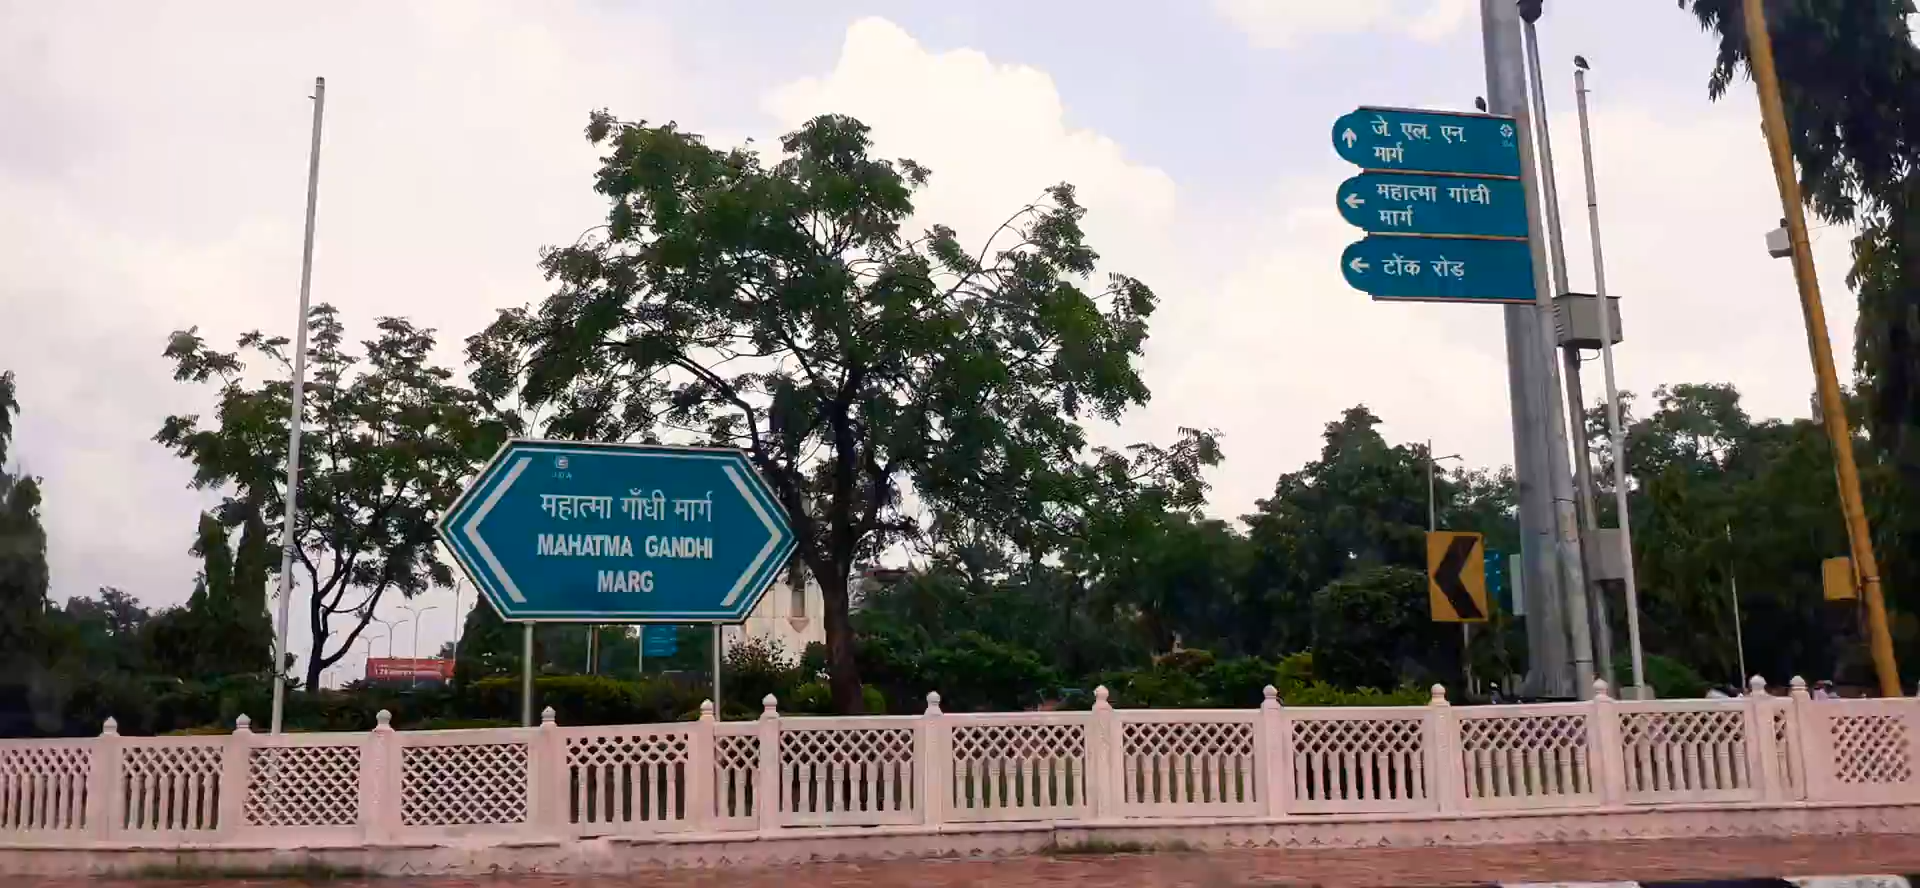 जे. एल. एन.
मार्ग
महात्मा गांधी
मार्ग
टोंक रोड़
JDA
महात्मा गाँधी मार्ग
MAHATMA GANDHI
MARG